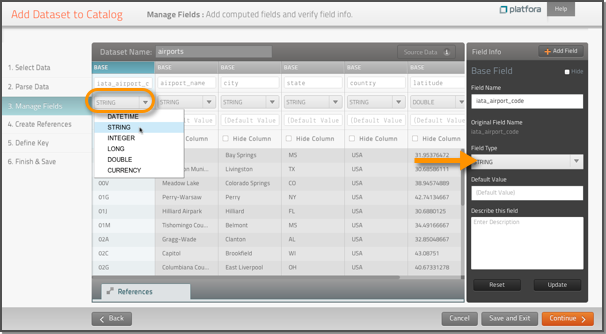 Add Dataset to Catalog
Manage Fields : Add computed fields and verify field info.
platfora
Help
1. Select Data
2. Parse Data
3. Manage Fields
4. Create References
5. Define Key
6. Finish & Save
Dataset Name: airports
Source Data
BASE BASE BASE BASE BASE BASE
iata_airport_c airport_name city state country latitude
STRING STRING STRING STRING STRING DOUBLE
DATETIME
STRING
INTEGER
LONG
DOUBLE
CURRENCY
(Default Value) (Default Value) (Default Value) (Default Value)
Hide Column Hide Column Hide Column Hide Column
Bay Springs MS USA 31.95376472
Livingston TX USA 30.68586111
00V Meadow Lake Colorado Springs CO USA 38.94574889
01G Perry-Warsaw Perry NY USA 42.74134667
01J Hilliard Airpark Hilliard FL USA 30.6880125
01M Tishomingo Cou... Belmont MS USA 34.49166667
02A Gragg-Wade Clanton AL USA 32.85048667
02C Capitol Brookfield WI USA 43.08751
02G Columbiana Cou... East Liverpool OH USA 40.67331278
References
Field Info
+ Add Field
Base Field
Hide
Field Name
iata_airport_code
Original Field Name
iata_airport_code
Field Type
STRING
Default Value
(Default Value)
Describe this field
Enter Description
Reset
Update
Back
Cancel
Save and Exit
Continue